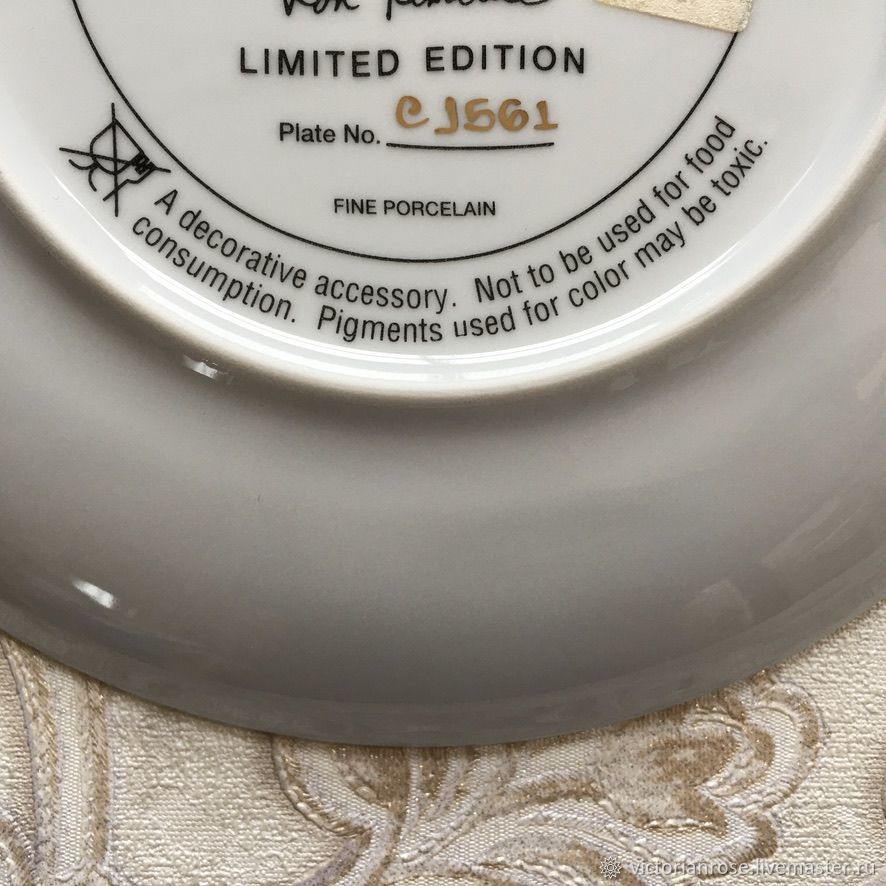 LIMITED EDITION
Plate No. CJ561
FINE PORCELAIN
A decorative accessory. Not to be used for food
consumption. Pigments used for color may be toxic.
victorianrose.livemaster.ru